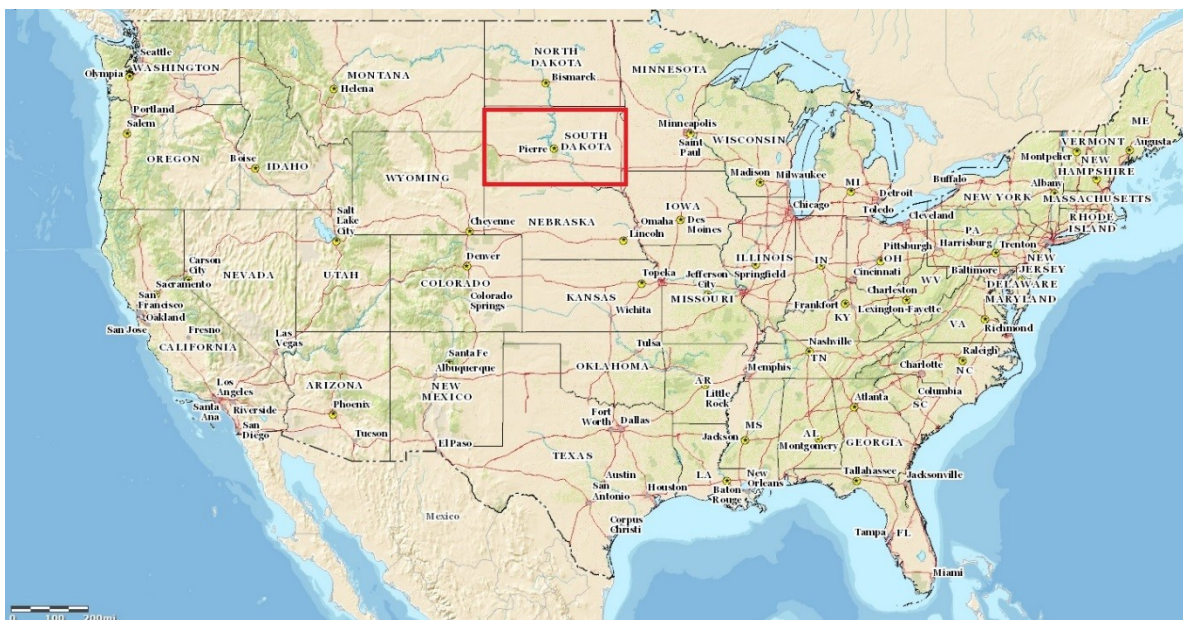 Seattle
Olympia
WASHINGTON
Portland
Salem
OREGON
Boise
IDAHO
MONTANA
Helena
NORTH
DAKOTA
Bismarck
MINNESOTA
Minneapolis
Saint
Paul
SOUTH
DAKOTA
Pierre
WYOMING
Cheyenne
NEBRASKA
Omaha
Lincoln
IOWA
Des
Moines
WISCONSIN
Madison
Milwaukee
MI
Detroit
Chicago
Toledo
Cleveland
Buffalo
NEW YORK
Albany
VERMONT
Montpelier
NEW
HAMPSHIRE
ME
Augusta
MASSACHUSETTS
RHODE
ISLAND
PA
Pittsburgh
Harrisburg
Trenton
NEW
JERSEY
Baltimore
DELAWARE
MARYLAND
Salt
Lake
City
UTAH
Carson
City
NEVADA
Sacramento
San
Francisco
Oakland
San Jose
Fresno
CALIFORNIA
Las
Vegas
Los
Angeles
Santa
Ana
Riverside
San
Diego
Denver
COLORADO
Colorado
Springs
KANSAS
Topeka
Wichita
Jefferson
City
MISSOURI
ILLINOIS
Springfield
IN
OH
Cincinnati
WV
Charleston
Frankfort
Lexington-Fayette
KY
VA
Richmond
ARIZONA
Phoenix
Tucson
Santa Fe
Albuquerque
NEW
MEXICO
El Paso
OKLAHOMA
Tulsa
AR
Little
Rock
Memphis
Nashville
TN
Raleigh
NC
Charlotte
Columbia
SC
Atlanta
GEORGIA
AL
Montgomery
MS
Jackson
Fort
Worth
Dallas
TEXAS
Austin
San
Antonio
Houston
Corpus
Christi
LA
Baton
Rouge
New
Orleans
Tallahassee
Jacksonville
Tampa
FL
Miami
Mexico
0 100 200mi